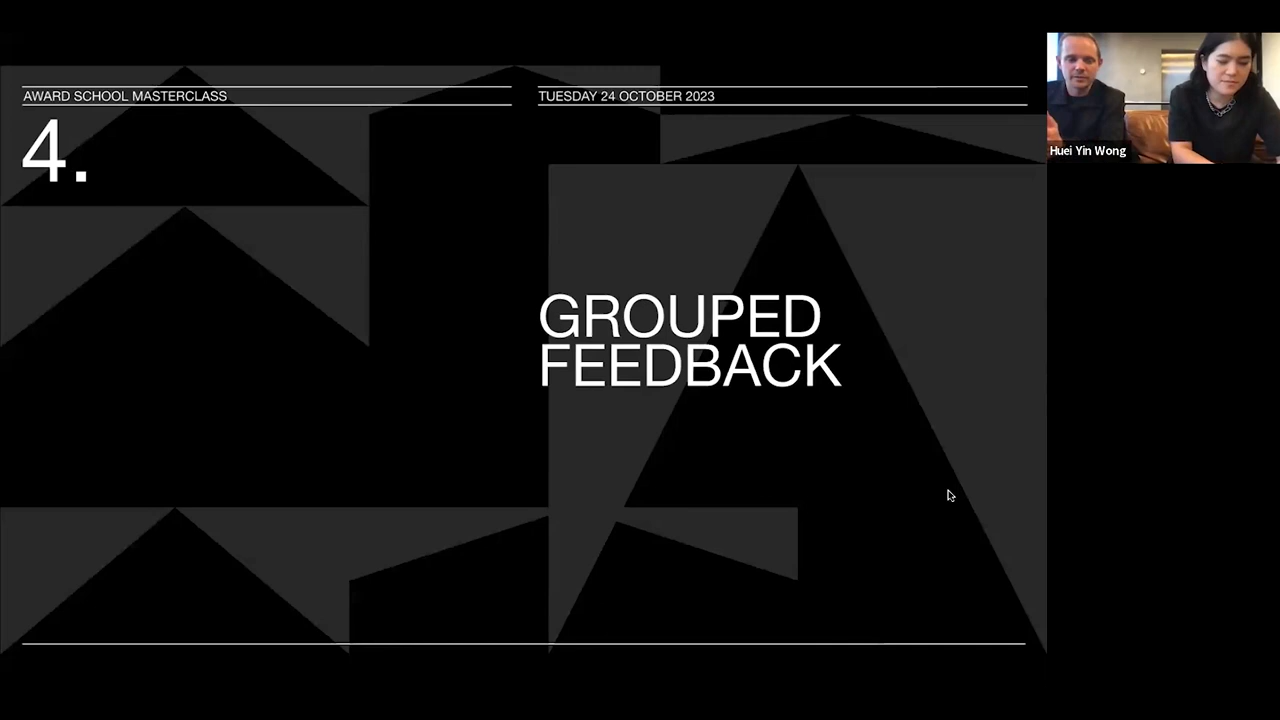 AWARD SCHOOL MASTERCLASS
TUESDAY 24 OCTOBER 2023
4.
GROUPED
FEEDBACK
Huei Yin Wong